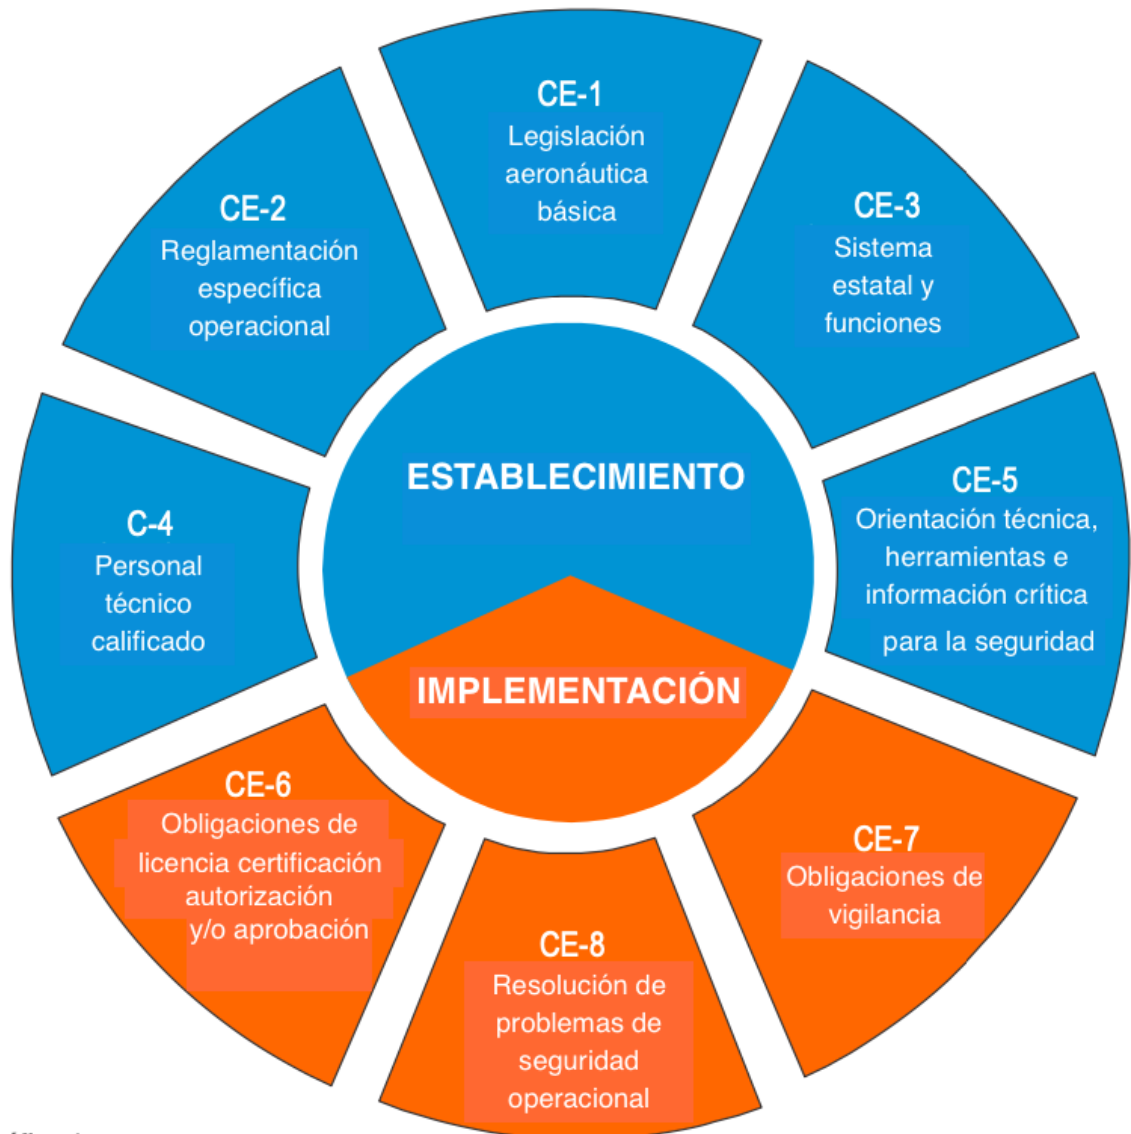 CE-1
Legislación
aeronáutica
básica
CE-2
Reglamentación
específica
operacional
CE-3
Sistema
estatal y
funciones
C-4
Personal
técnico
calificado
ESTABLECIMIENTO
CE-5
Orientación técnica,
herramientas e
información crítica
para la seguridad
IMPLEMENTACIÓN
CE-6
Obligaciones de
licencia certificación
autorización
y/o aprobación
CE-7
Obligaciones de
vigilancia
CE-8
Resolución de
problemas de
seguridad
operacional